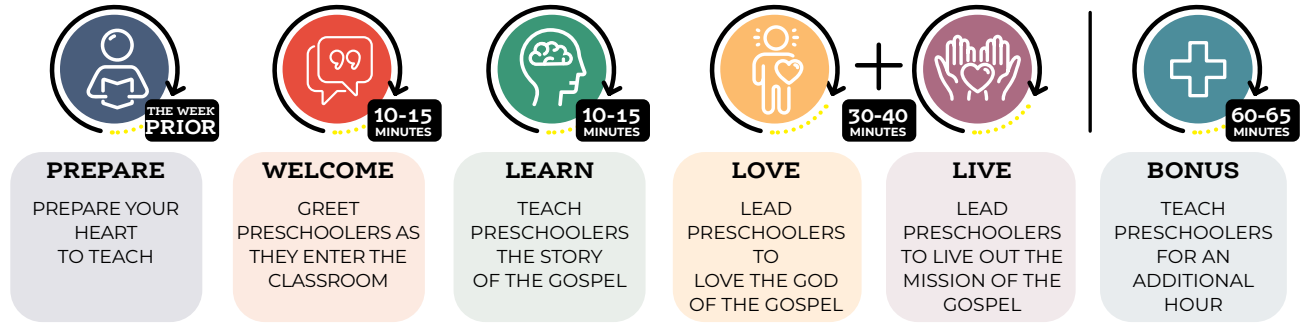 THE WEEK
PRIOR
PREPARE
PREPARE YOUR
HEART
TO TEACH
10-15
MINUTES
WELCOME
GREET
PRESCHOOLERS AS
THEY ENTER THE
CLASSROOM
10-15
MINUTES
LEARN
TEACH
PRESCHOOLERS
THE STORY
OF THE GOSPEL
30-40
MINUTES
LOVE
LEAD
PRESCHOOLERS
TO
LOVE THE GOD
OF THE GOSPEL
LIVE
LEAD
PRESCHOOLERS
TO LIVE OUT THE
MISSION OF THE
GOSPEL
60-65
MINUTES
BONUS
TEACH
PRESCHOOLERS
FOR AN
ADDITIONAL
HOUR